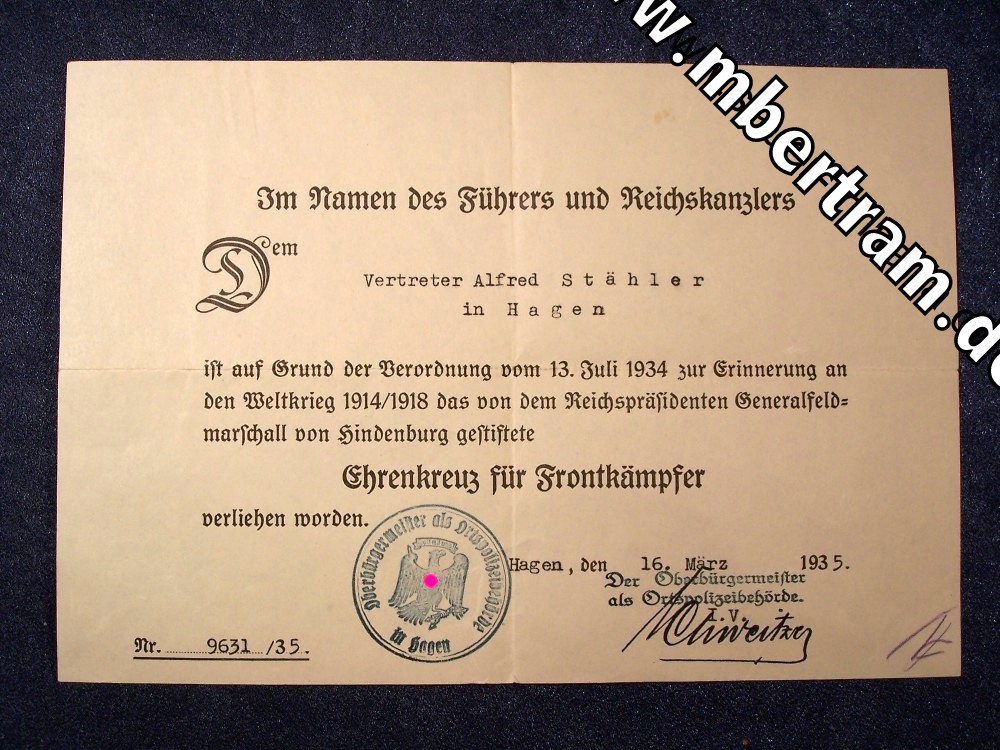 www.mbertram.de
Im Namen des Führers und Reichskanzlers
Dem
Vertreter Alfred Stähler
in Hagen
ist auf Grund der Verordnung vom 13. Juli 1934 zur Erinnerung an
den Weltkrieg 1914/1918 das von dem Reichspräsidenten Generalfeld=
marschall von Hindenburg gestiftete
Ehrenkreuz für Frontkämpfer
verliehen worden.
Oberbürgermeister als Ortspolizeibehörde
in Hagen
Hagen, den 16. März 1935.
Der Oberbürgermeister
als Ortspolizeibehörde.
I.V.
Nr. 9631 /35.